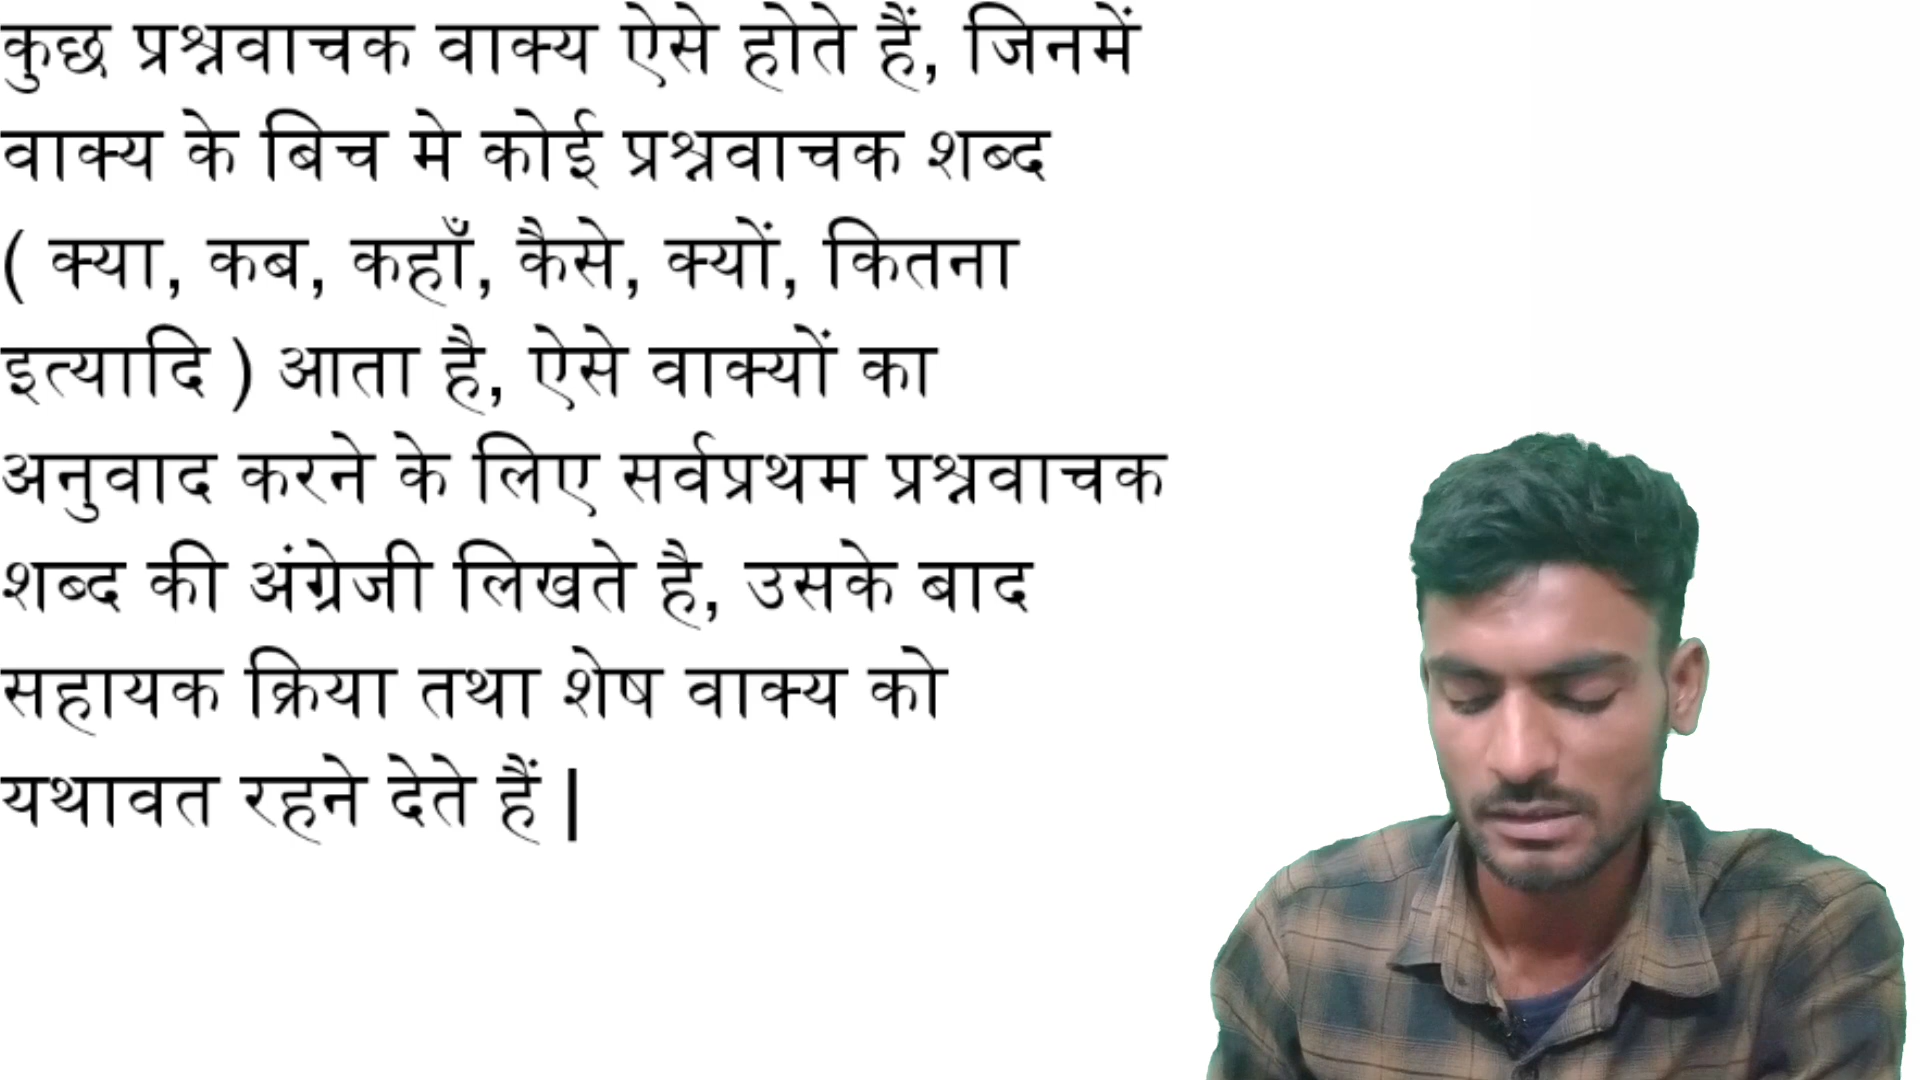 कुछ प्रश्नवाचक वाक्य ऐसे होते हैं, जिनमें
वाक्य के बिच मे कोई प्रश्नवाचक शब्द
( क्या, कब, कहाँ, कैसे, क्यों, कितना
इत्यादि ) आता है, ऐसे वाक्यों का
अनुवाद करने के लिए सर्वप्रथम प्रश्नवाचक
शब्द की अंग्रेजी लिखते है, उसके बाद
सहायक क्रिया तथा शेष वाक्य को
यथावत रहने देते हैं |